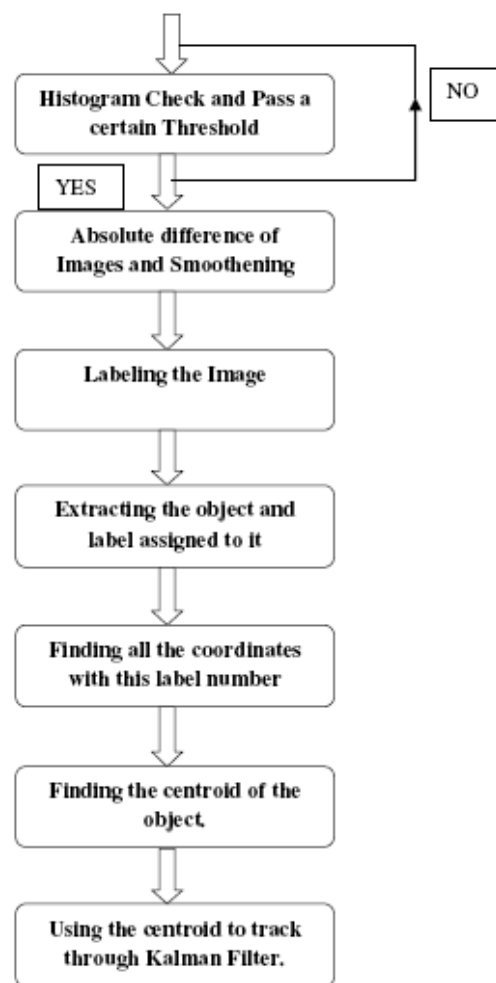 Histogram Check and Pass a
certain Threshold
NO
YES
Absolute difference of
Images and Smoothening
Labeling the Image
Extracting the object and
label assigned to it
Finding all the coordinates
with this label number
Finding the centroid of the
object.
Using the centroid to track
through Kalman Filter.